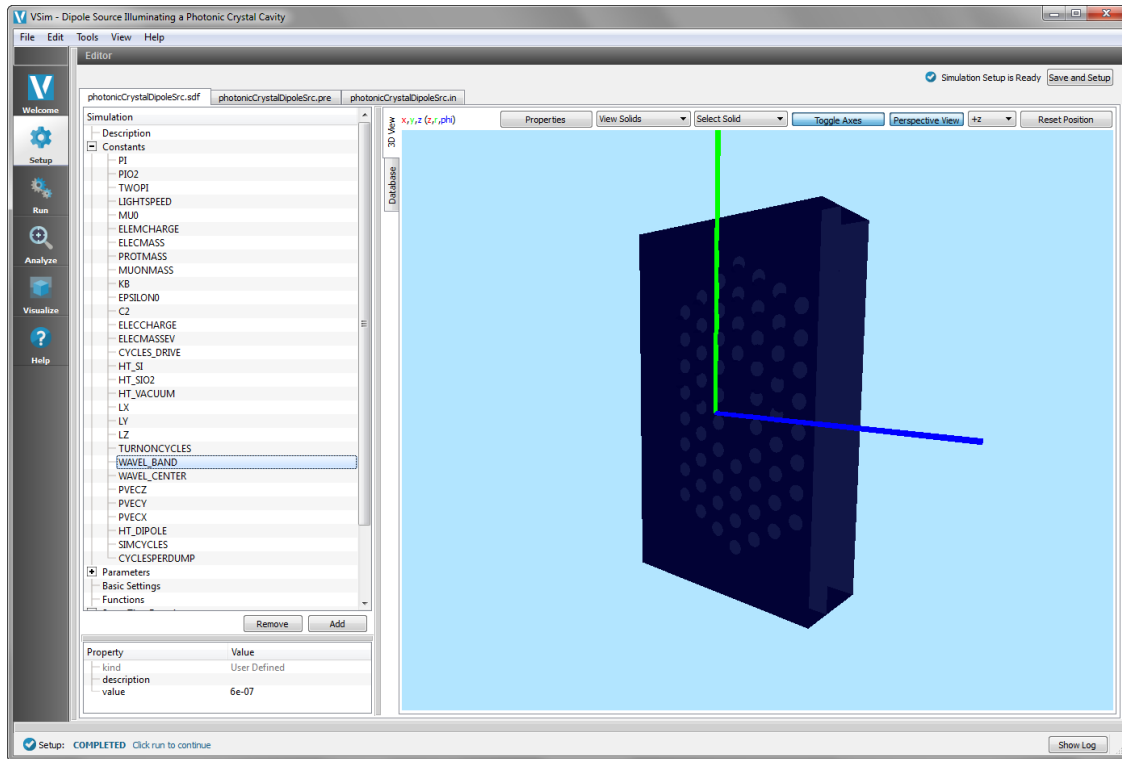 VSim - Dipole Source Illuminating a Photonic Crystal Cavity
File Edit Tools View Help
Editor
Simulation Setup is Ready Save and Setup
Welcome
Setup
Run
Analyze
Visualize
Help
photonicCrystalDipoleSrc.sdf photonicCrystalDipoleSrc.pre photonicCrystalDipoleSrc.in
Simulation
Description
Constants
PI
PIO2
TWOPI
LIGHTSPEED
MU0
ELEMCHARGE
ELECMASS
PROTMASS
MUONMASS
KB
EPSILON0
C2
ELECCHARGE
ELECMASSEV
CYCLES_DRIVE
HT_SI
HT_SIO2
HT_VACUUM
LX
LY
LZ
TURNONCYCLES
WAVEL_BAND
WAVEL_CENTER
PVECZ
PVECY
PVECX
HT_DIPOLE
SIMCYCLES
CYCLESPERDUMP
Parameters
Basic Settings
Functions
Remove Add
Property Value
kind User Defined
description
value 6e-07
3D View
Database
x,y,z (z,r,phi) Properties View Solids Select Solid Toggle Axes Perspective View +z Reset Position
Setup: COMPLETED Click run to continue
Show Log